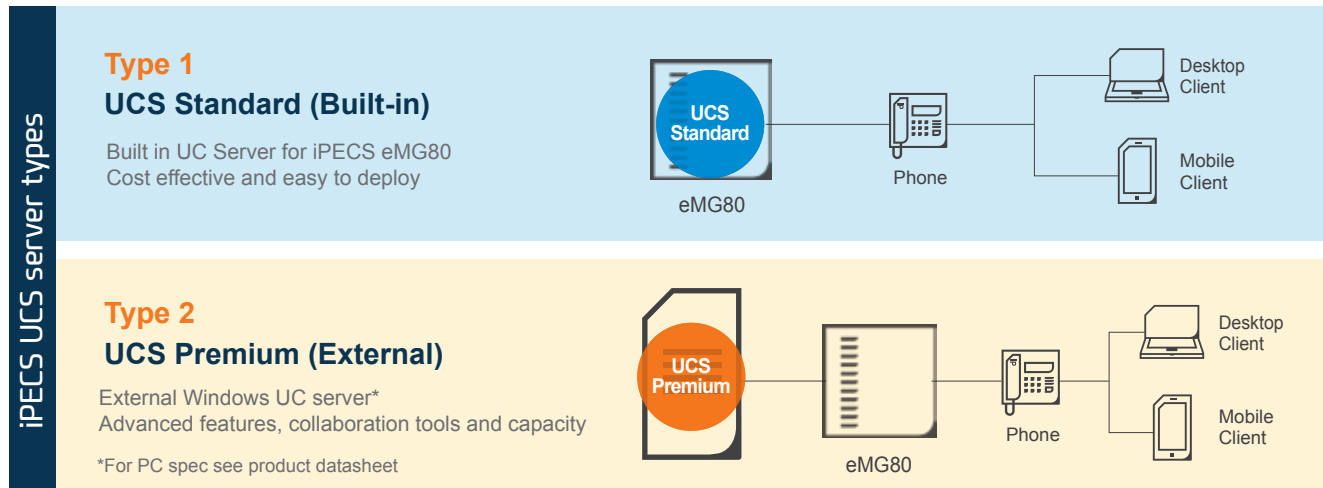 iPECS UCS server types
Type 1
UCS Standard (Built-in)
Built in UC Server for iPECS eMG80
Cost effective and easy to deploy
UCS
Standard
eMG80
Phone
Desktop
Client
Mobile
Client
Type 2
UCS Premium (External)
External Windows UC server*
Advanced features, collaboration tools and capacity
*For PC spec see product datasheet
UCS
Premium
eMG80
Phone
Desktop
Client
Mobile
Client